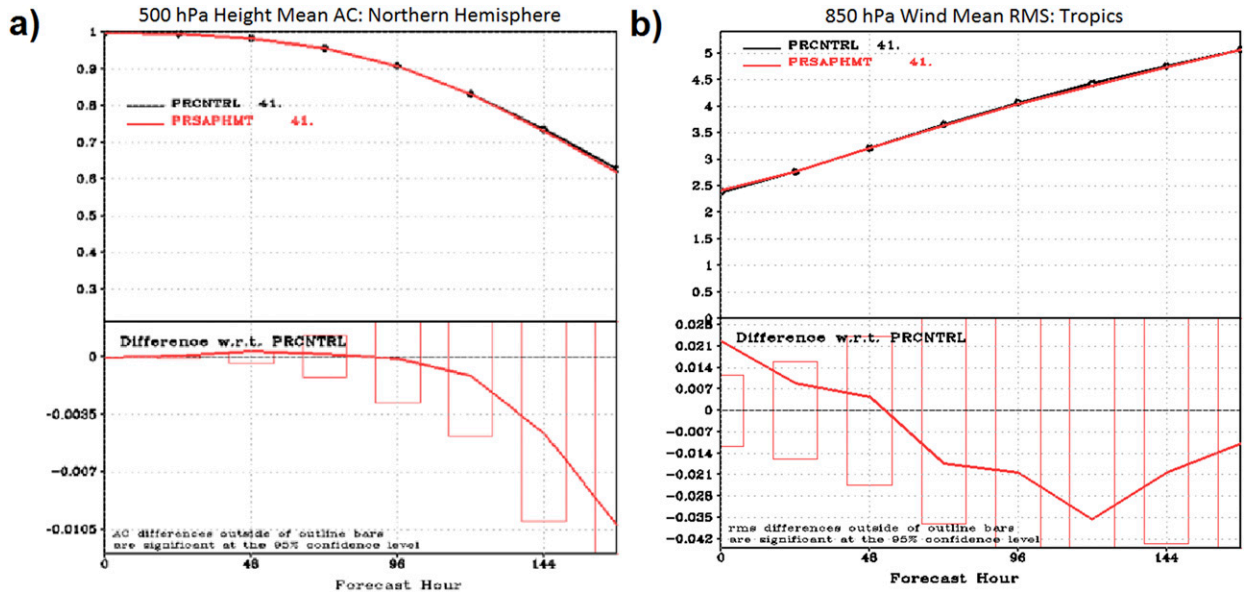 a)
500 hPa Height Mean AC: Northern Hemisphere
1
0.9
0.8
0.7
0.6
0.5
0.4
0.3
PRCNTRL 41.
PRSAPHMT 41.
Difference w.r.t. PRCNTRL
0
-0.0035
-0.007
-0.0105
AC differences outside of outline bars
are significant at the 95% confidence level
0
48
96
144
Forecast Hour
b)
850 hPa Wind Mean RMS: Tropics
5
4.5
4
3.5
3
2.5
2
1.5
1
0.5
0
PRCNTRL 41.
PRSAPHMT 41.
Difference w.r.t. PRCNTRL
0.028
0.021
0.014
0.007
0
-0.007
-0.014
-0.021
-0.028
-0.035
-0.042
rms differences outside of outline bars
are significant at the 95% confidence level
0
48
96
144
Forecast Hour